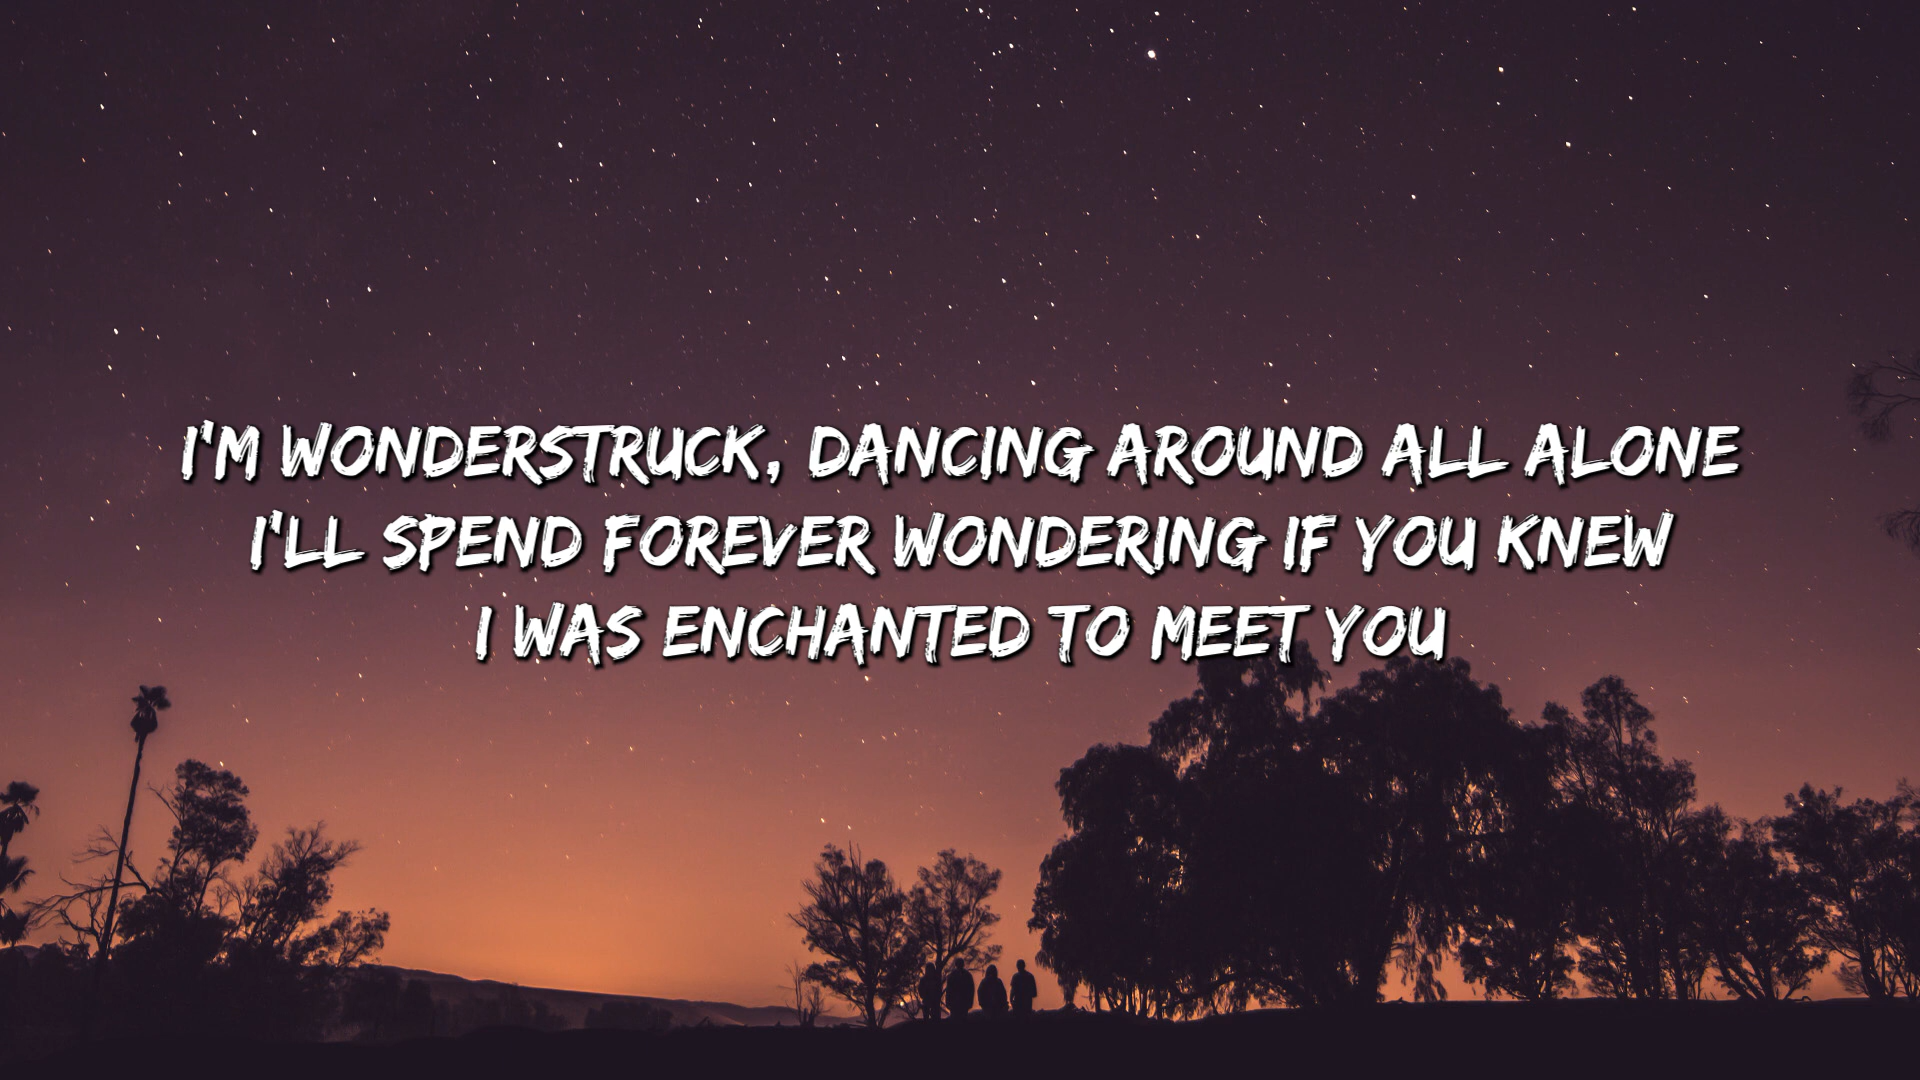 I'M WONDERSTRUCK, DANCING AROUND ALL ALONE
I'LL SPEND FOREVER WONDERING IF YOU KNEW
I WAS ENCHANTED TO MEET YOU